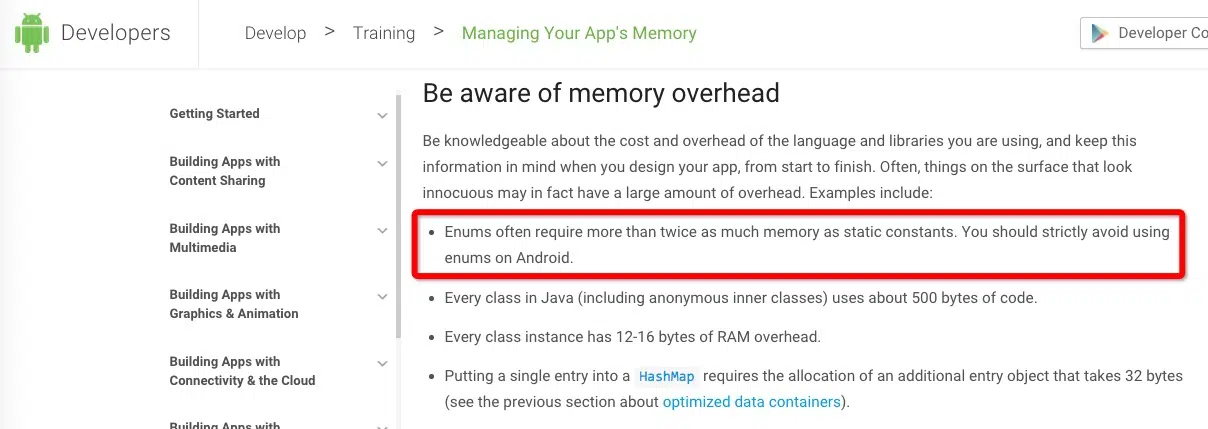 Developers
Develop > Training > Managing Your App's Memory
Developer Co
Getting Started
Building Apps with
Content Sharing
Building Apps with
Multimedia
Building Apps with
Graphics & Animation
Building Apps with
Connectivity & the Cloud
Building Apps with
Be aware of memory overhead
Be knowledgeable about the cost and overhead of the language and libraries you are using, and keep this
information in mind when you design your app, from start to finish. Often, things on the surface that look
innocuous may in fact have a large amount of overhead. Examples include:
• Enums often require more than twice as much memory as static constants. You should strictly avoid using
enums on Android.
• Every class in Java (including anonymous inner classes) uses about 500 bytes of code.
• Every class instance has 12-16 bytes of RAM overhead.
• Putting a single entry into a HashMap requires the allocation of an additional entry object that takes 32 bytes
(see the previous section about optimized data containers).